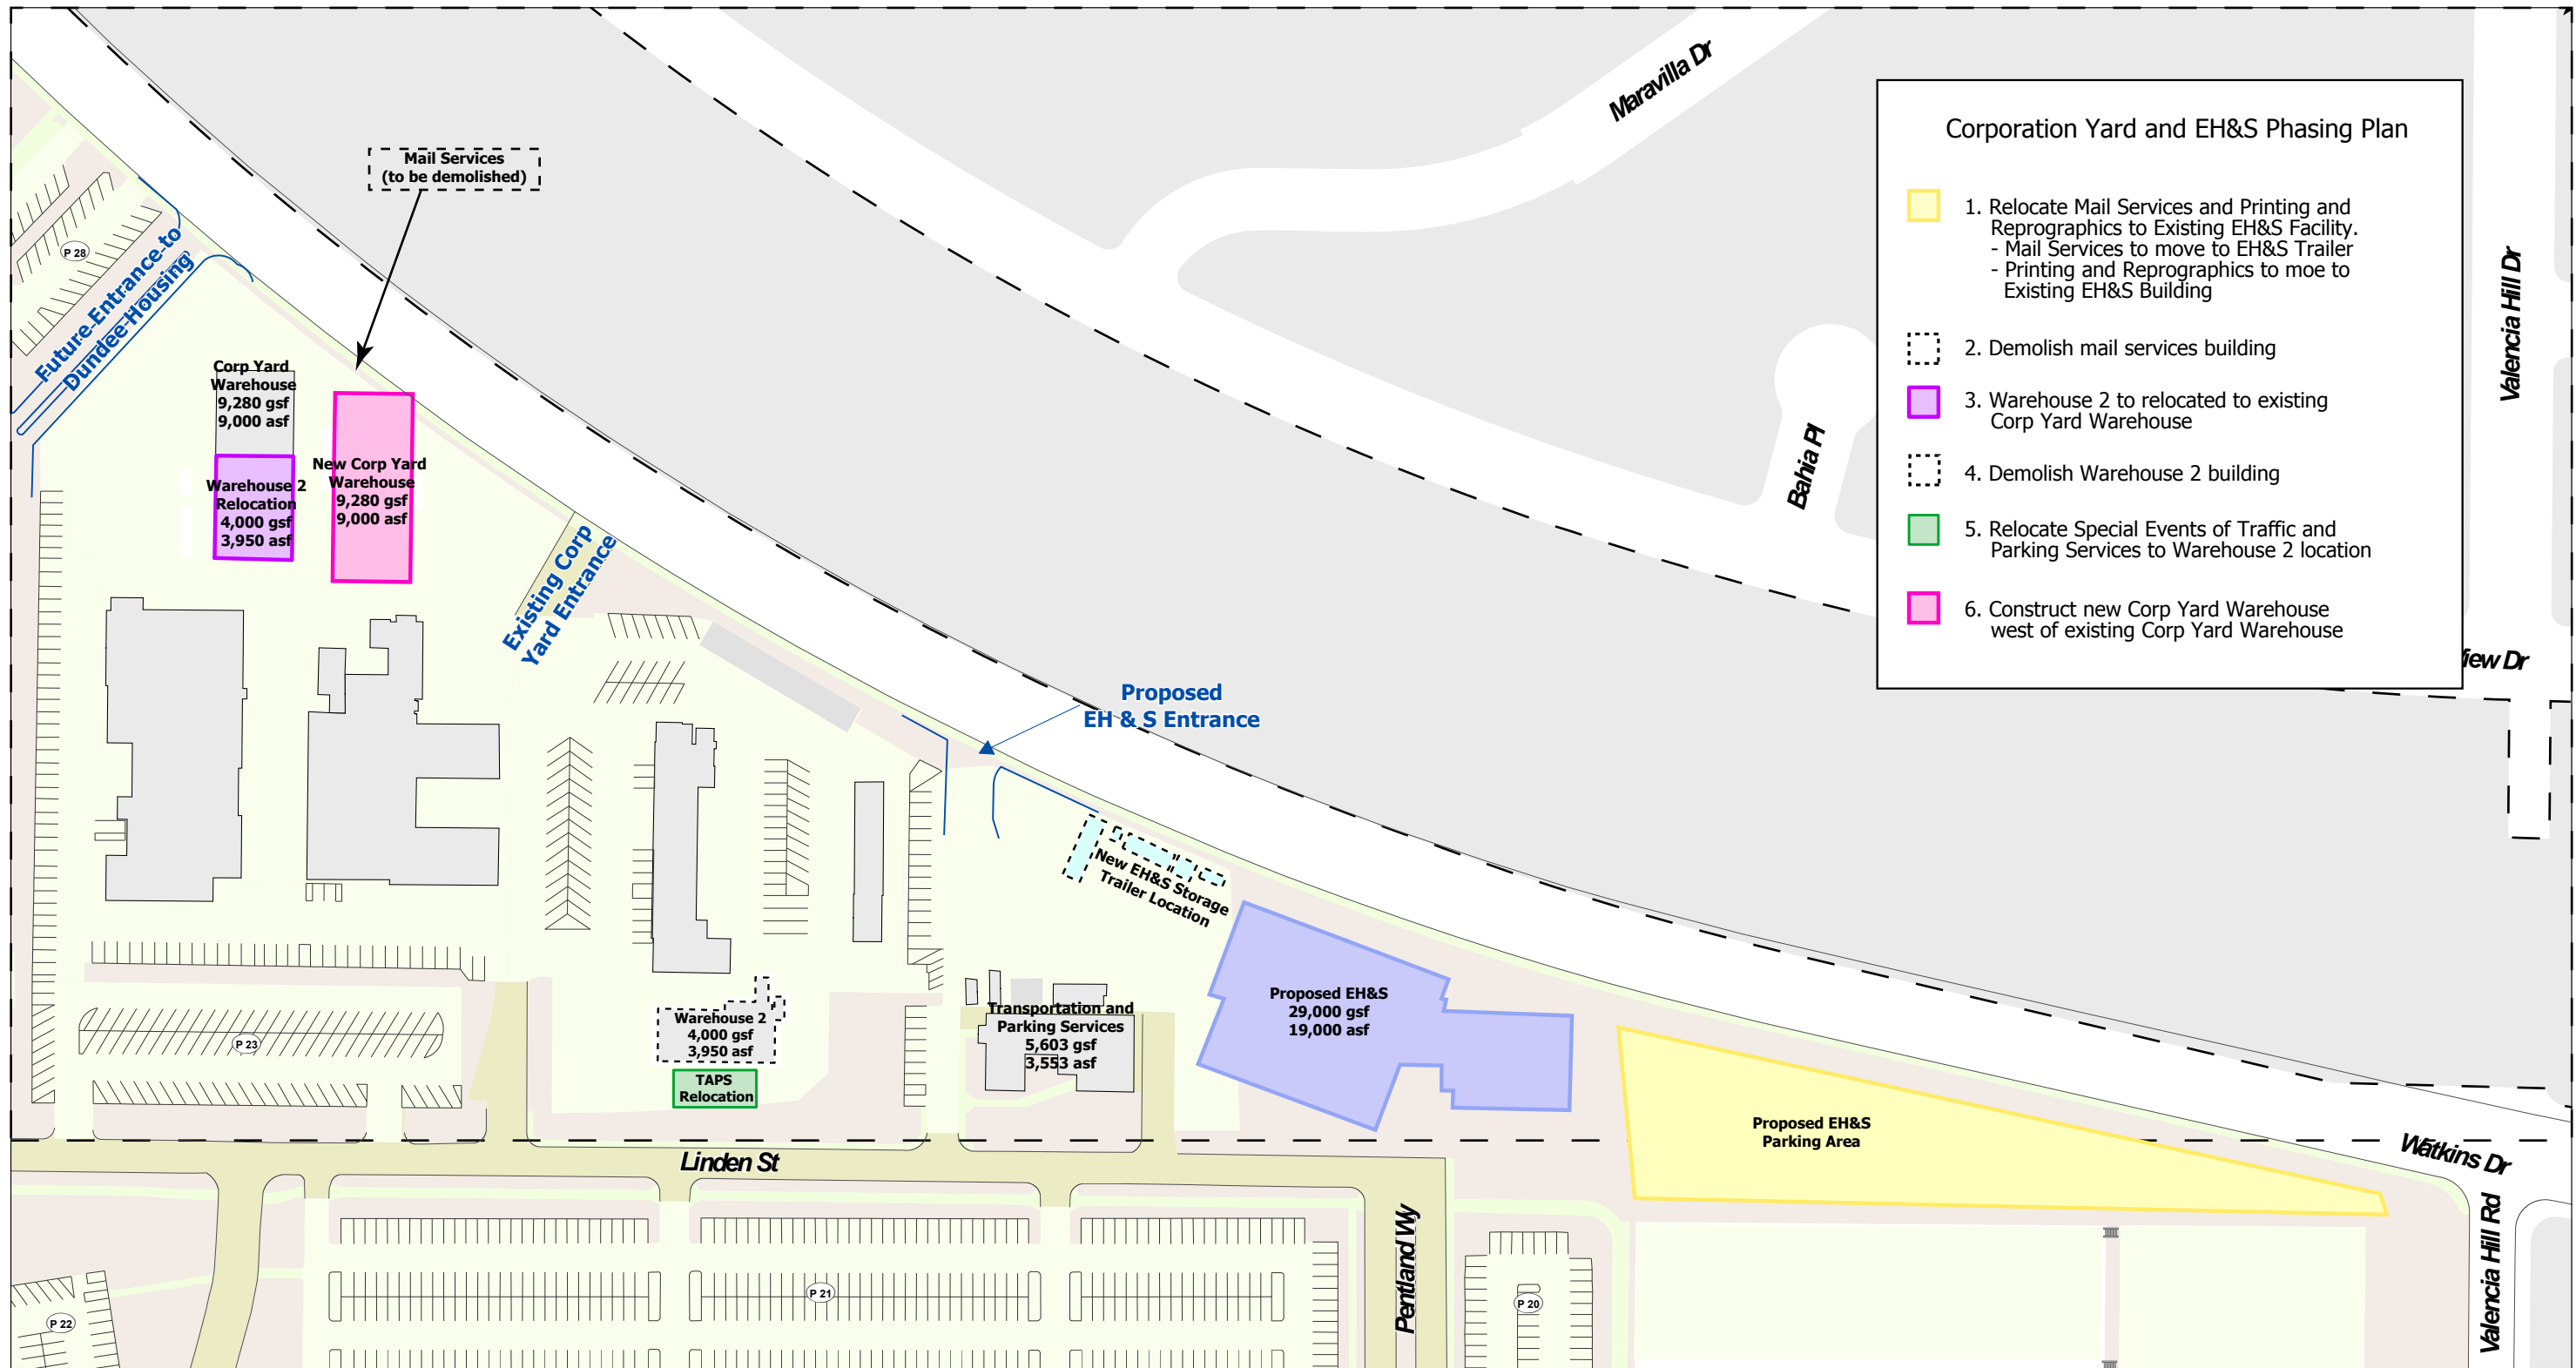 Maravilla Dr
Valencia Hill Dr
Bahia Pl
Corporation Yard and EH&S Phasing Plan
1. Relocate Mail Services and Printing and
Reprographics to Existing EH&S Facility.
- Mail Services to move to EH&S Trailer
- Printing and Reprographics to moe to
Existing EH&S Building
2. Demolish mail services building
3. Warehouse 2 to relocated to existing
Corp Yard Warehouse
4. Demolish Warehouse 2 building
5. Relocate Special Events of Traffic and
Parking Services to Warehouse 2 location
6. Construct new Corp Yard Warehouse
west of existing Corp Yard Warehouse
Mail Services
(to be demolished)
P 28
Future Entrance to
Dundee Housing
Corp Yard
Warehouse
9,280 gsf
9,000 asf
Warehouse 2
Relocation
4,000 gsf
3,950 asf
New Corp Yard
Warehouse
9,280 gsf
9,000 asf
Existing Corp
Yard Entrance
Proposed
EH & S Entrance
New EH&S Storage
Trailer Location
Proposed EH&S
29,000 gsf
19,000 asf
Transportation and
Parking Services
5,603 gsf
3,553 asf
Warehouse 2
4,000 gsf
3,950 asf
TAPS
Relocation
P 23
Proposed EH&S
Parking Area
Watkins Dr
Linden St
Pentland Wy
Valencia Hill Rd
P 21
P 20
P 22
view Dr